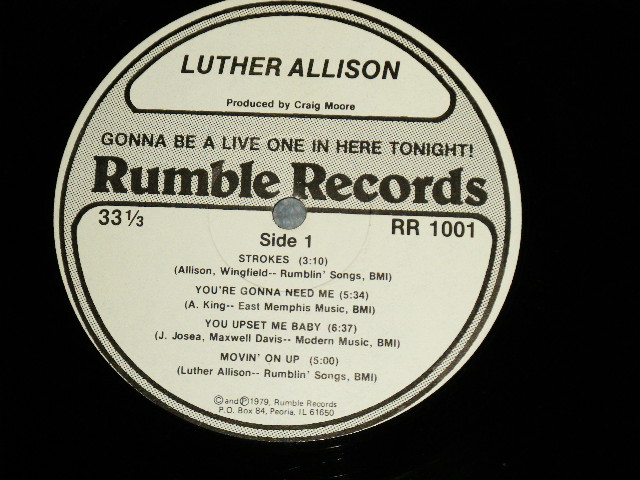 LUTHER ALLISON
Produced by Craig Moore
GONNA BE A LIVE ONE IN HERE TONIGHT!
Rumble Records
33 1/3
RR 1001
Side 1
STROKES (3:10)
(Allison, Wingfield-- Rumblin' Songs, BMI)
YOU'RE GONNA NEED ME (5:34)
(A. King-- East Memphis Music, BMI)
YOU UPSET ME BABY (6:37)
(J. Josea, Maxwell Davis-- Modern Music, BMI)
MOVIN' ON UP (5:00)
(Luther Allison-- Rumblin' Songs, BMI)
©and℗1979, Rumble Records
P.O. Box 84, Peoria, IL 61650